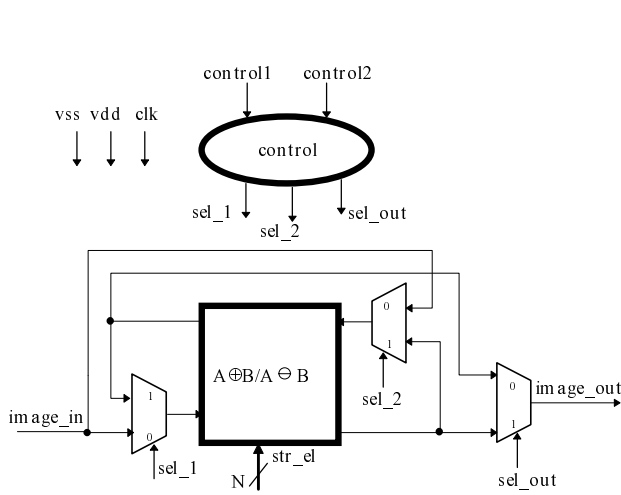 control1 control2
vss vdd clk
control
sel_1
sel_2
sel_out
0
1
A ⊕B/A ⊖ B
sel_2
0
1
image_out
1
0
image_in
sel_1
str_el
N
sel_out